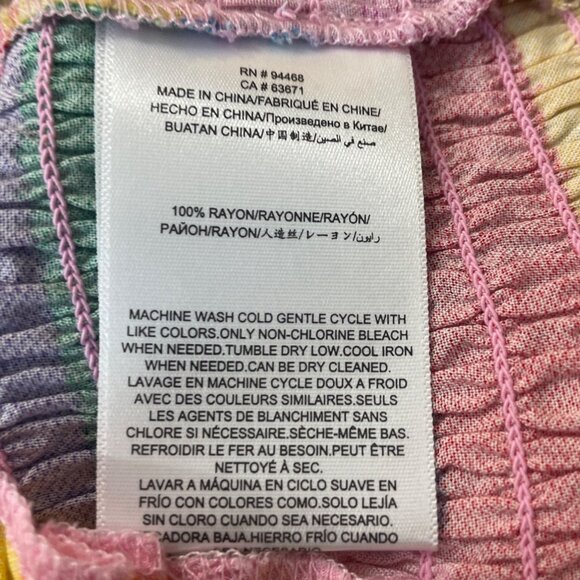 RN # 94468
CA # 63671
MADE IN CHINA/FABRIQUÉ EN CHINE/
HECHO EN CHINA/Произведено в Китае/
BUATAN CHINA/中国制造/صنع في الصين
100% RAYON/RAYONNE/RAYÓN/
РАЙОН/RAYON/人造丝/レーヨン/رايون
MACHINE WASH COLD GENTLE CYCLE WITH
LIKE COLORS.ONLY NON-CHLORINE BLEACH
WHEN NEEDED.TUMBLE DRY LOW.COOL IRON
WHEN NEEDED.CAN BE DRY CLEANED.
LAVAGE EN MACHINE CYCLE DOUX A FROID
AVEC DES COULEURS SIMILAIRES.SEULS
LES AGENTS DE BLANCHIMENT SANS
CHLORE SI NÉCESSAIRE.SÈCHE-MÊME BAS.
REFROIDIR LE FER AU BESOIN.PEUT ÊTRE
NETTOYÉ À SEC.
LAVAR A MÁQUINA EN CICLO SUAVE EN
FRÍO CON COLORES COMO.SOLO LEJÍA
SIN CLORO CUANDO SEA NECESARIO.
CADORA BAJA.HIERRO FRÍO CUANDO
NECESARIO